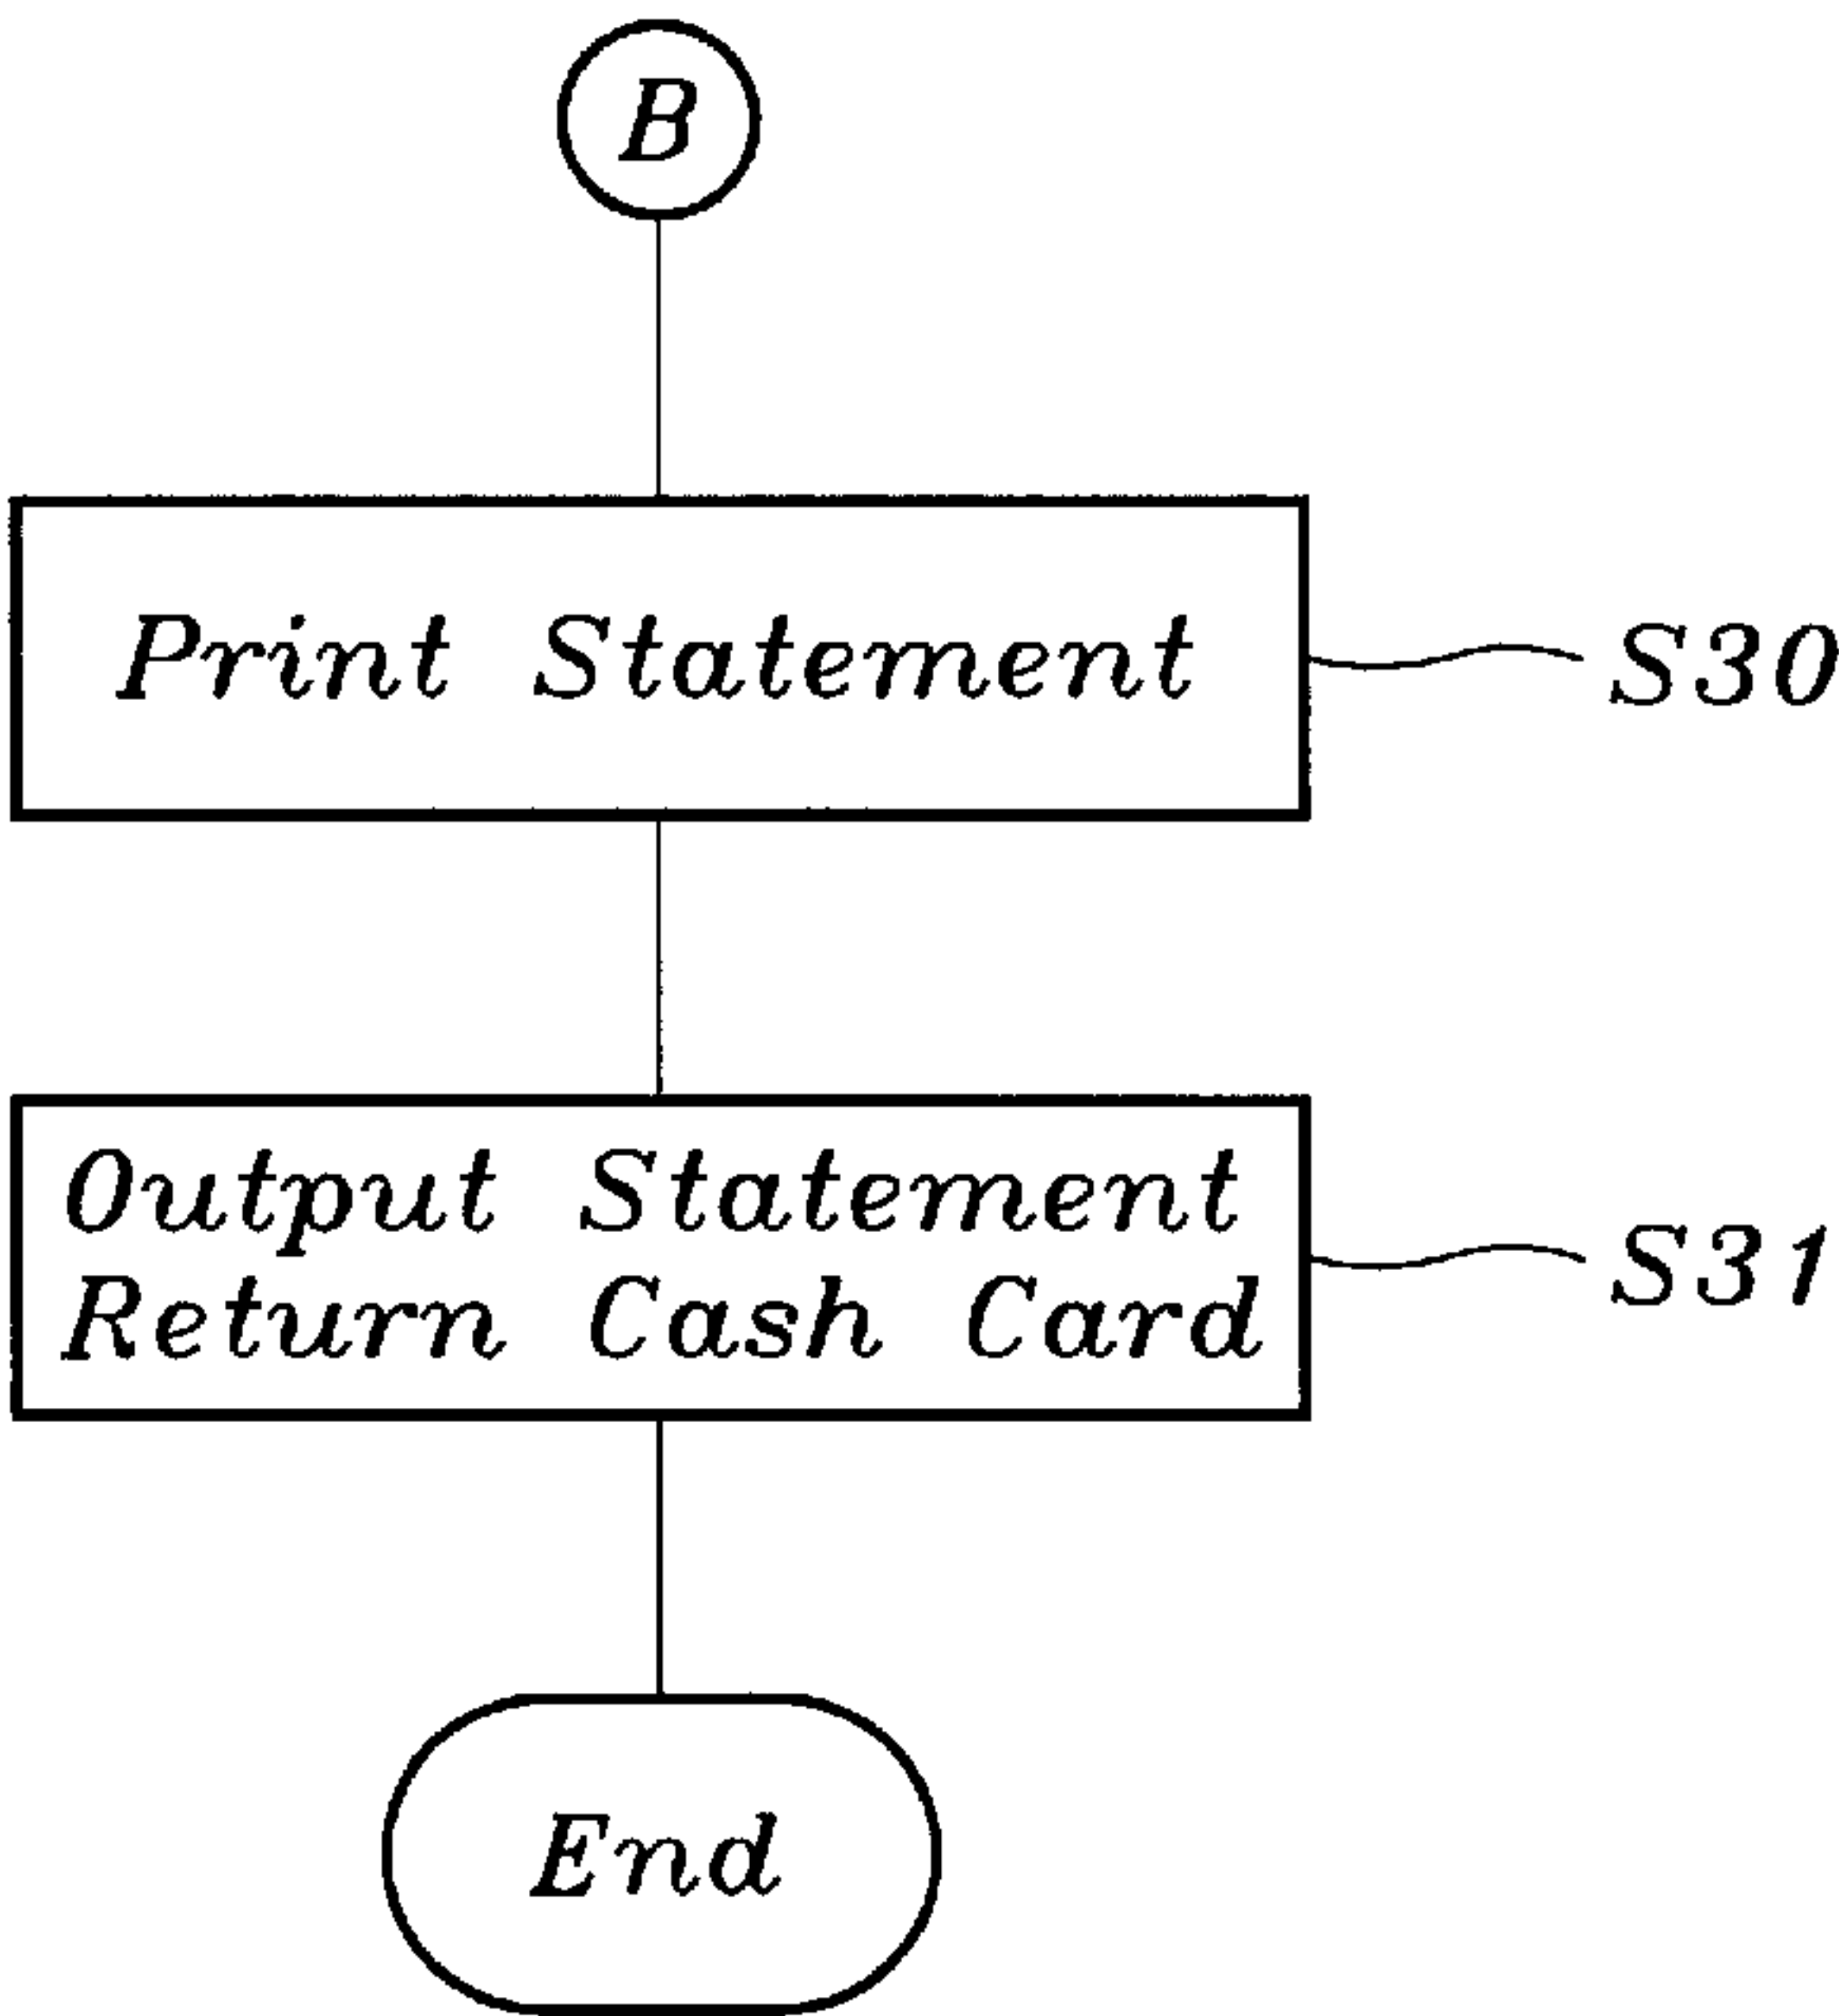 B
Print Statement
S30
Output Statement
Return Cash Card
S31
End